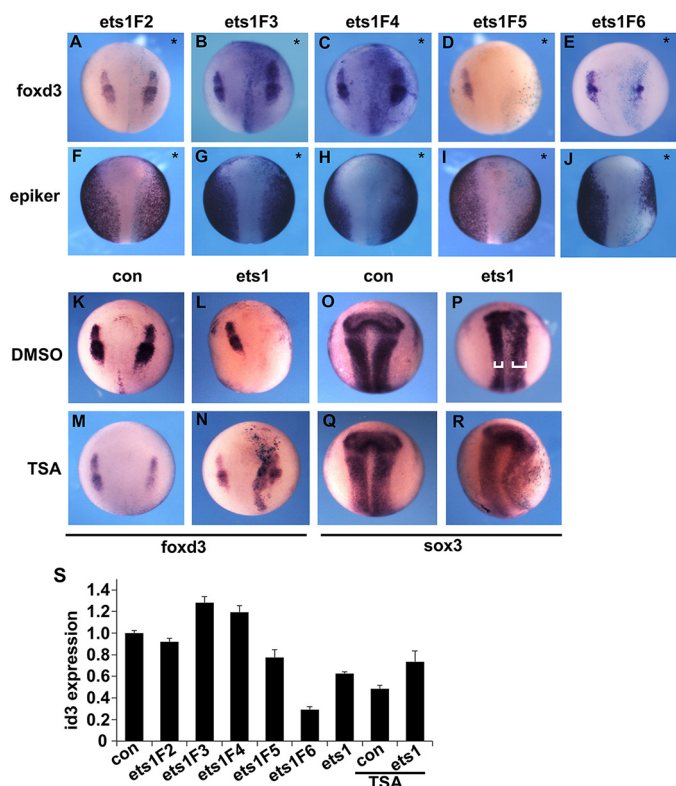 ets1F2 ets1F3 ets1F4 ets1F5 ets1F6
A * B * C * D * E *
foxd3
F * G * H * I * J *
epiker
con ets1 con ets1
K L O P
DMSO
M N Q R
TSA
foxd3 sox3
S
id3 expression
1.4
1.2
1.0
0.8
0.6
0.4
0.2
0
con ets1F2 ets1F3 ets1F4 ets1F5 ets1F6 ets1 con ets1
TSA